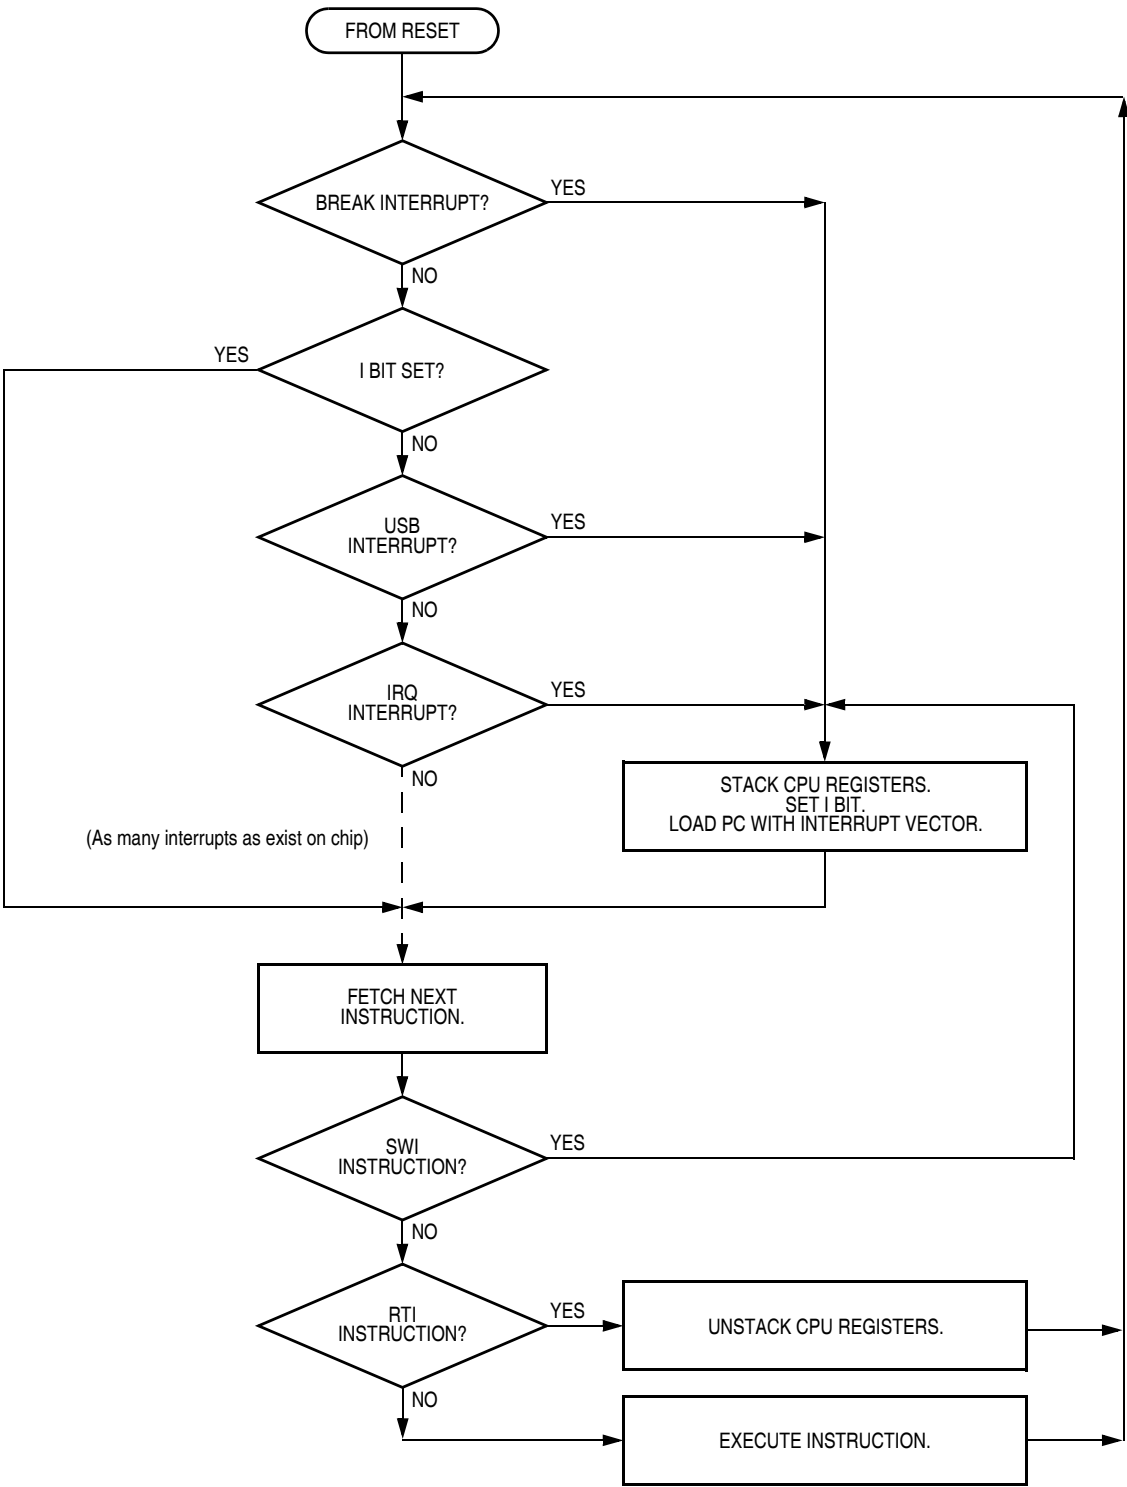 FROM RESET
BREAK INTERRUPT?
YES
NO
YES
I BIT SET?
NO
USB
INTERRUPT?
YES
NO
IRQ
INTERRUPT?
YES
NO
STACK CPU REGISTERS.
SET I BIT.
LOAD PC WITH INTERRUPT VECTOR.
(As many interrupts as exist on chip)
FETCH NEXT
INSTRUCTION.
SWI
INSTRUCTION?
YES
NO
RTI
INSTRUCTION?
YES
UNSTACK CPU REGISTERS.
NO
EXECUTE INSTRUCTION.